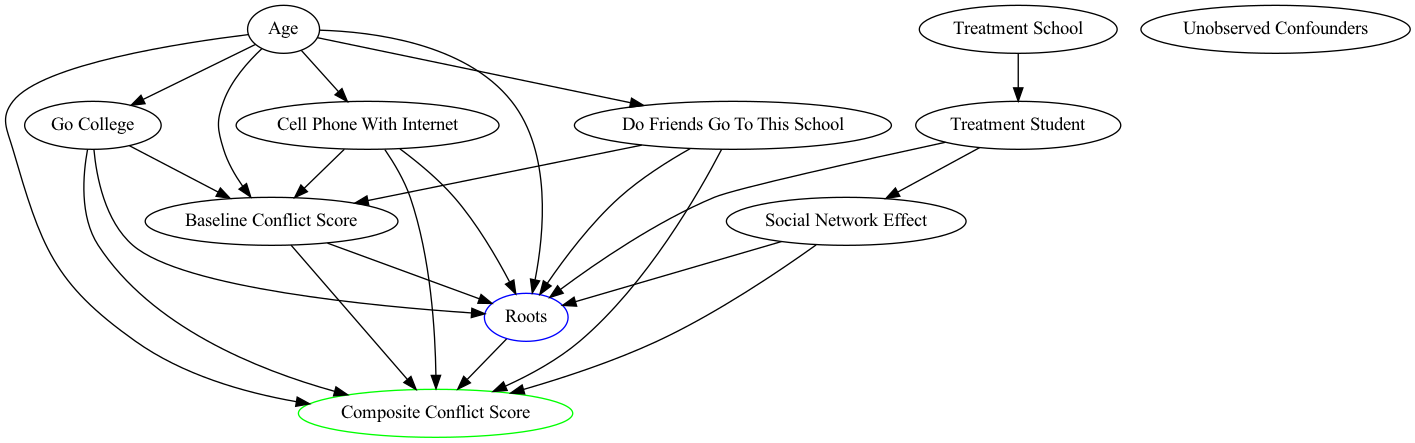 Age
Treatment School
Unobserved Confounders
Go College
Cell Phone With Internet
Do Friends Go To This School
Treatment Student
Baseline Conflict Score
Social Network Effect
Roots
Composite Conflict Score